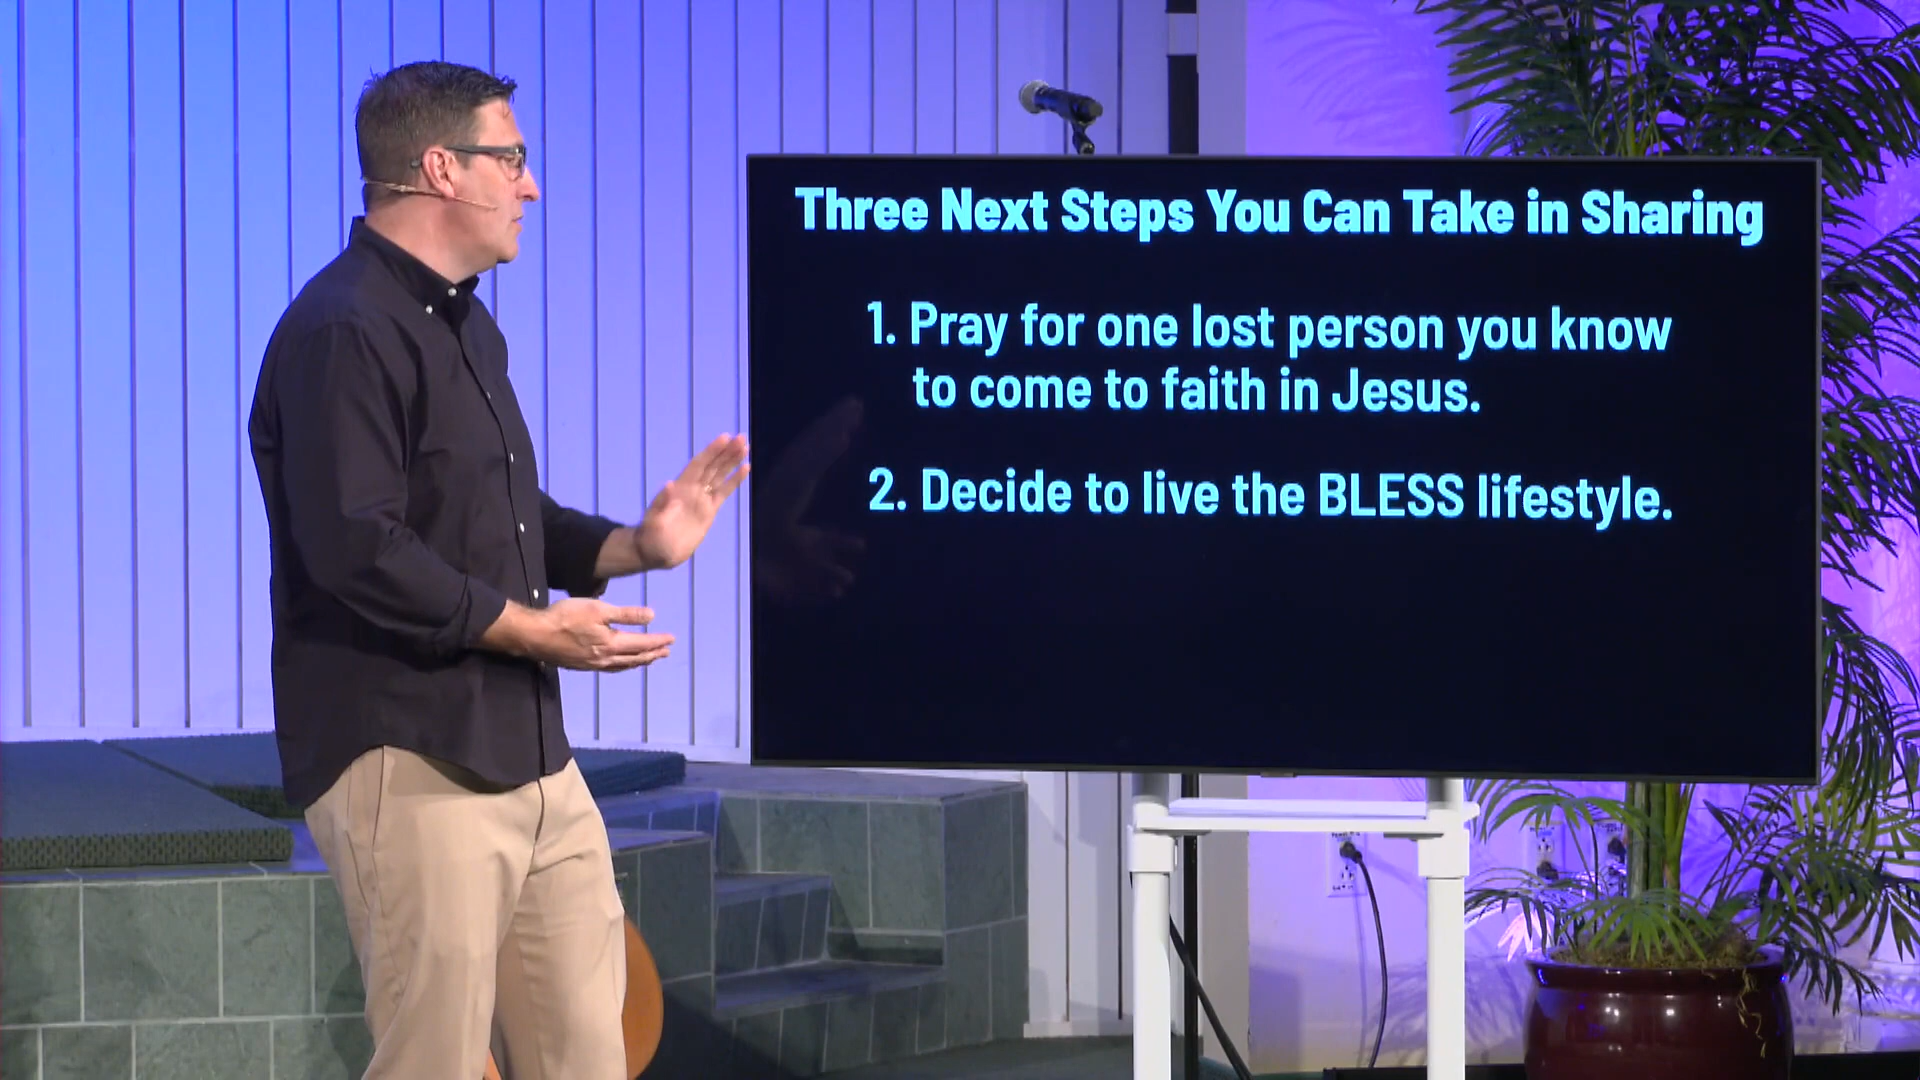 Three Next Steps You Can Take in Sharing
1. Pray for one lost person you know
to come to faith in Jesus.
2. Decide to live the BLESS lifestyle.